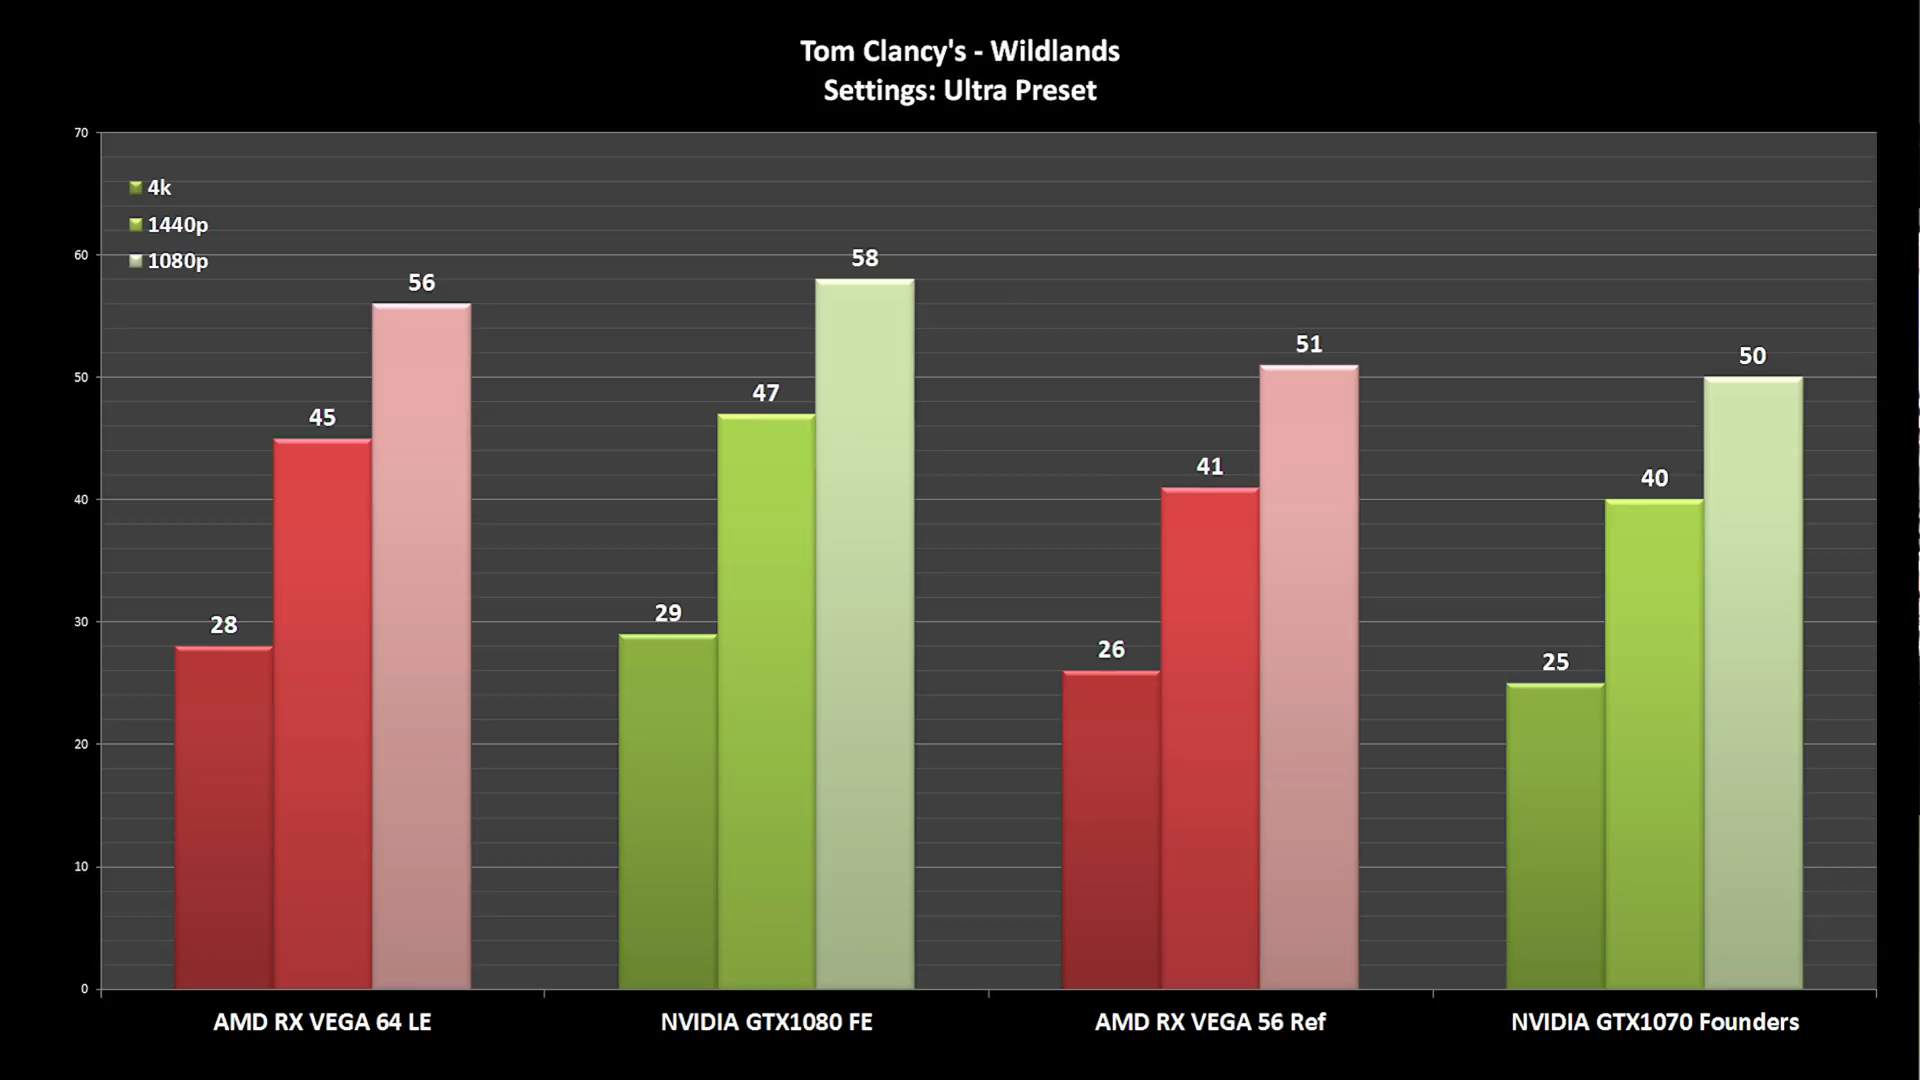 Tom Clancy's - Wildlands
Settings: Ultra Preset
70
60
50
40
30
20
10
0
4k
1440p
1080p
28
45
56
29
47
58
26
41
51
25
40
50
AMD RX VEGA 64 LE
NVIDIA GTX1080 FE
AMD RX VEGA 56 Ref
NVIDIA GTX1070 Founders